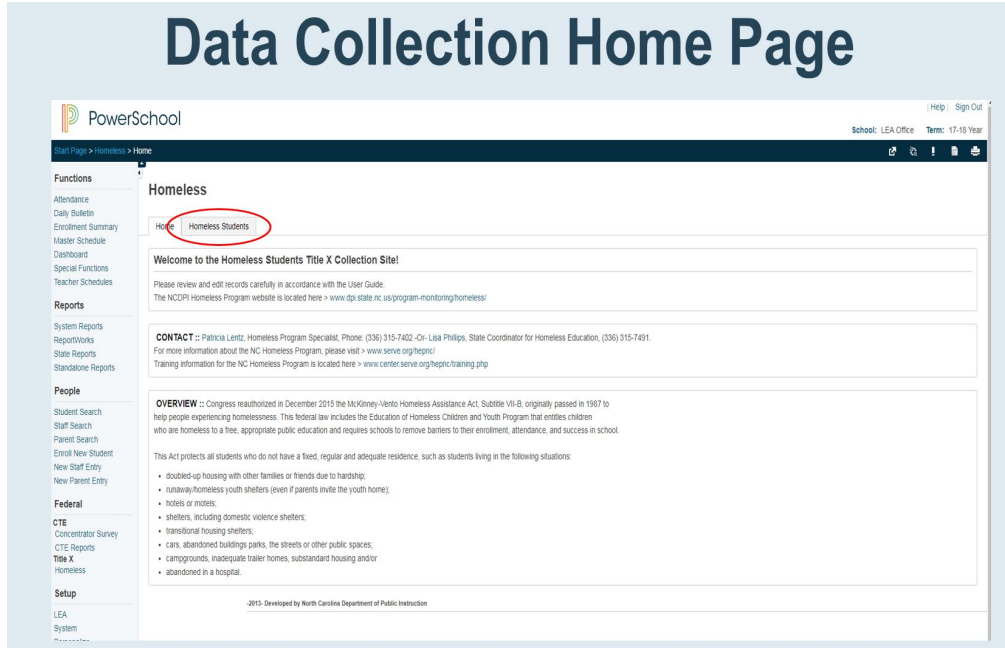 Data Collection Home Page
PowerSchool
| Help | Sign Out
School: LEA Office Term: 17-18 Year
Start Page > Homeless > Home
Functions
Attendance
Daily Bulletin
Enrollment Summary
Master Schedule
Dashboard
Special Functions
Teacher Schedules
Reports
System Reports
ReportWorks
State Reports
Standalone Reports
People
Student Search
Staff Search
Parent Search
Enroll New Student
New Staff Entry
New Parent Entry
Federal
CTE
Concentrator Survey
CTE Reports
Title X
Homeless
Setup
LEA
System
Homeless
Home Homeless Students
Welcome to the Homeless Students Title X Collection Site!
Please review and edit records carefully in accordance with the User Guide.
The NCDPI Homeless Program website is located here > www.dpi.state.nc.us/program-monitoring/homeless/
CONTACT :: Patricia Lentz, Homeless Program Specialist, Phone: (336) 315-7402 -Or- Lisa Phillips, State Coordinator for Homeless Education, (336) 315-7491.
For more information about the NC Homeless Program, please visit > www.serve.org/hepnc/
Training information for the NC Homeless Program is located here > www.center.serve.org/hepnc/training.php
OVERVIEW :: Congress reauthorized in December 2015 the McKinney-Vento Homeless Assistance Act, Subtitle VII-B, originally passed in 1987 to
help people experiencing homelessness. This federal law includes the Education of Homeless Children and Youth Program that entitles children
who are homeless to a free, appropriate public education and requires schools to remove barriers to their enrollment, attendance, and success in school.
This Act protects all students who do not have a fixed, regular and adequate residence, such as students living in the following situations:
• doubled-up housing with other families or friends due to hardship;
• runaway/homeless youth shelters (even if parents invite the youth home);
• hotels or motels;
• shelters, including domestic violence shelters;
• transitional housing shelters;
• cars, abandoned buildings parks, the streets or other public spaces;
• campgrounds, inadequate trailer homes, substandard housing and/or
• abandoned in a hospital.
-2013- Developed by North Carolina Department of Public Instruction